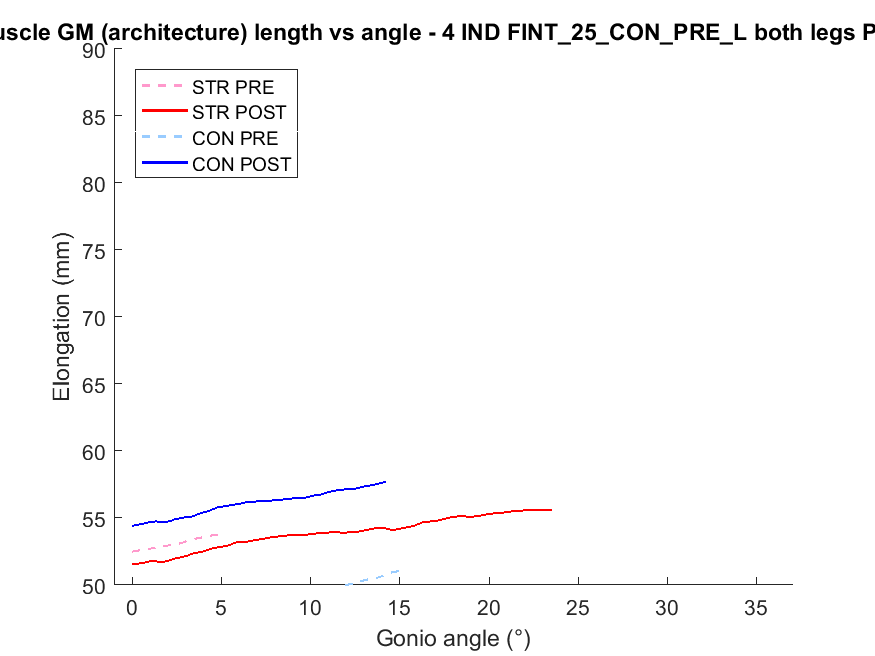 uscle GM (architecture) length vs angle - 4 IND FINT_25_CON_PRE_L both legs P
90
85
80
75
70
65
60
55
50
Elongation (mm)
STR PRE
STR POST
CON PRE
CON POST
0 5 10 15 20 25 30 35
Gonio angle (°)